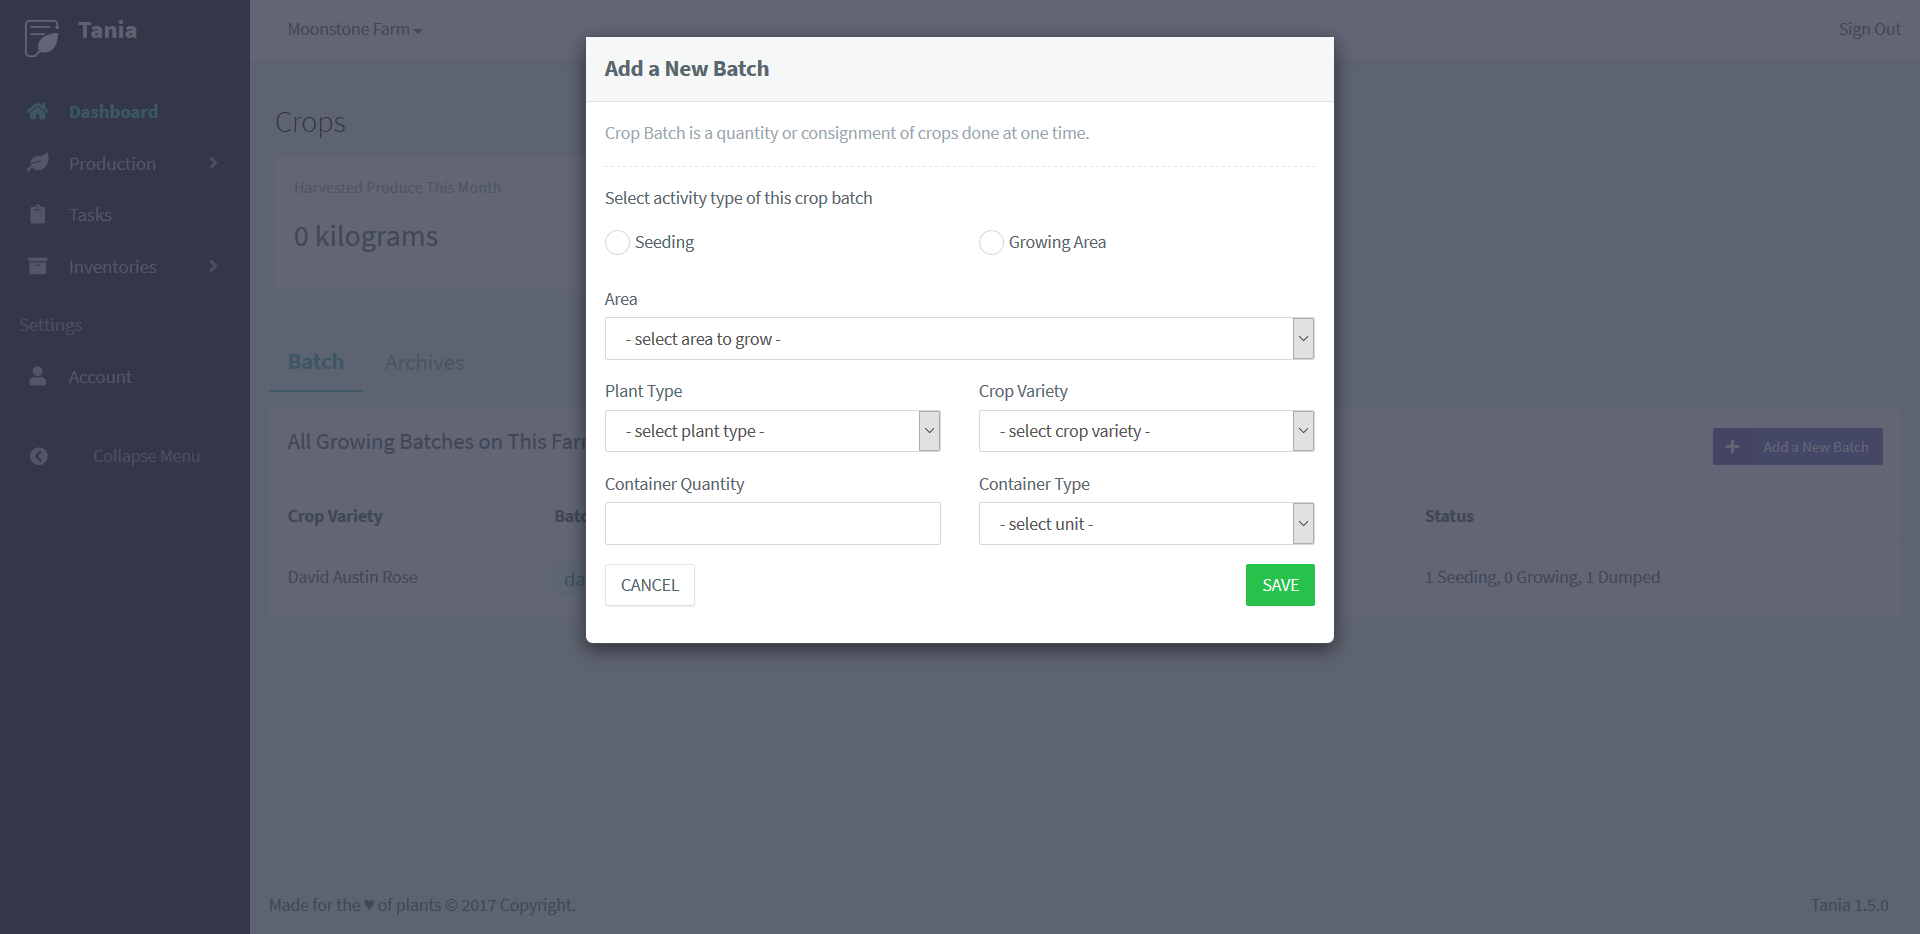 Tania
Moonstone Farm
Sign Out
Dashboard
Production
Tasks
Inventories
Settings
Account
Collapse Menu
Crops
Harvested Produce This Month
0 kilograms
Batch
Archives
All Growing Batches on This
Add a New Batch
Crop Variety
Status
David Austin Rose
1 Seeding, 0 Growing, 1 Dumped
Add a New Batch
Crop Batch is a quantity or consignment of crops done at one time.
Select activity type of this crop batch
Seeding
Growing Area
Area
- select area to grow -
Plant Type
Crop Variety
- select plant type -
- select crop variety -
Container Quantity
Container Type
- select unit -
CANCEL
SAVE
Made for the ♥ of plants © 2017 Copyright.
Tania 1.5.0